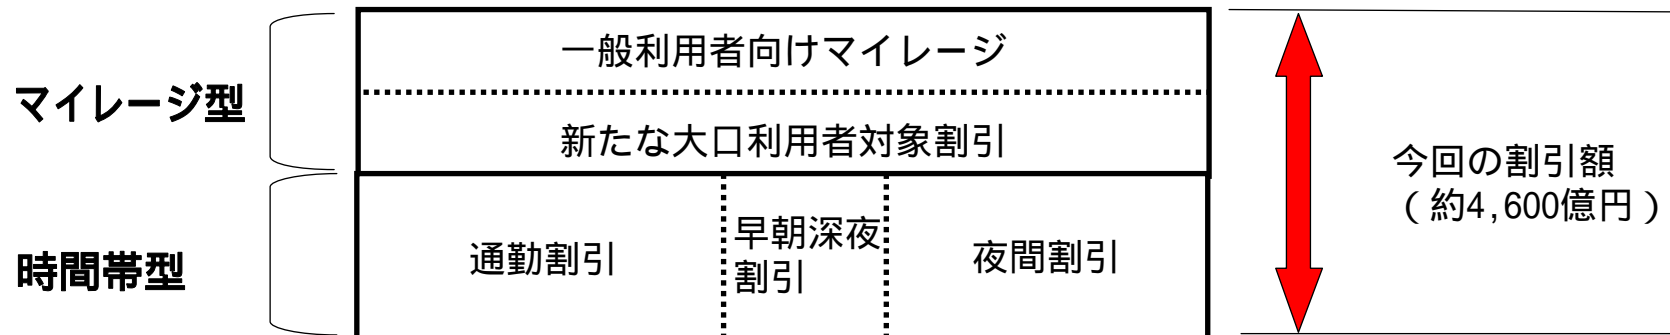 マイレージ型
一般利用者向けマイレージ
新たな大口利用者対象割引
時間帯型
通勤割引
早朝深夜
割引
夜間割引
今回の割引額
（約4,600億円）